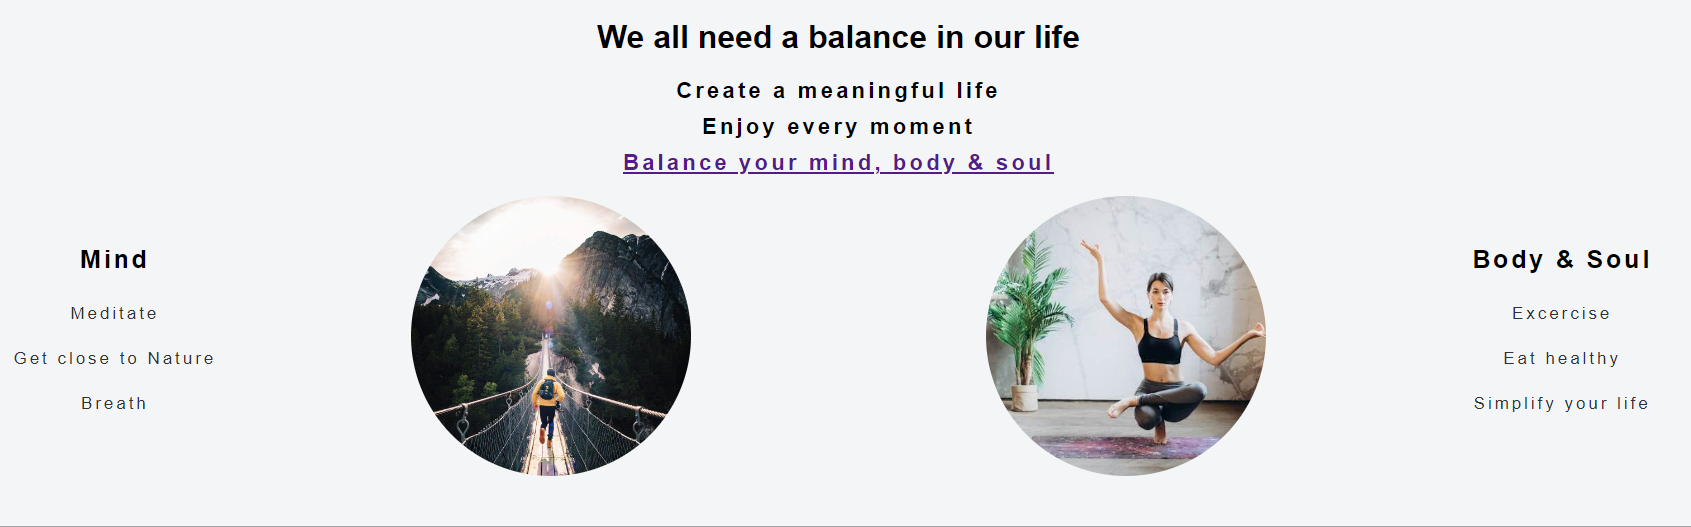 We all need a balance in our life
Create a meaningful life
Enjoy every moment
Balance your mind, body & soul
Mind
Meditate
Get close to Nature
Breath
Body & Soul
Excercise
Eat healthy
Simplify your life